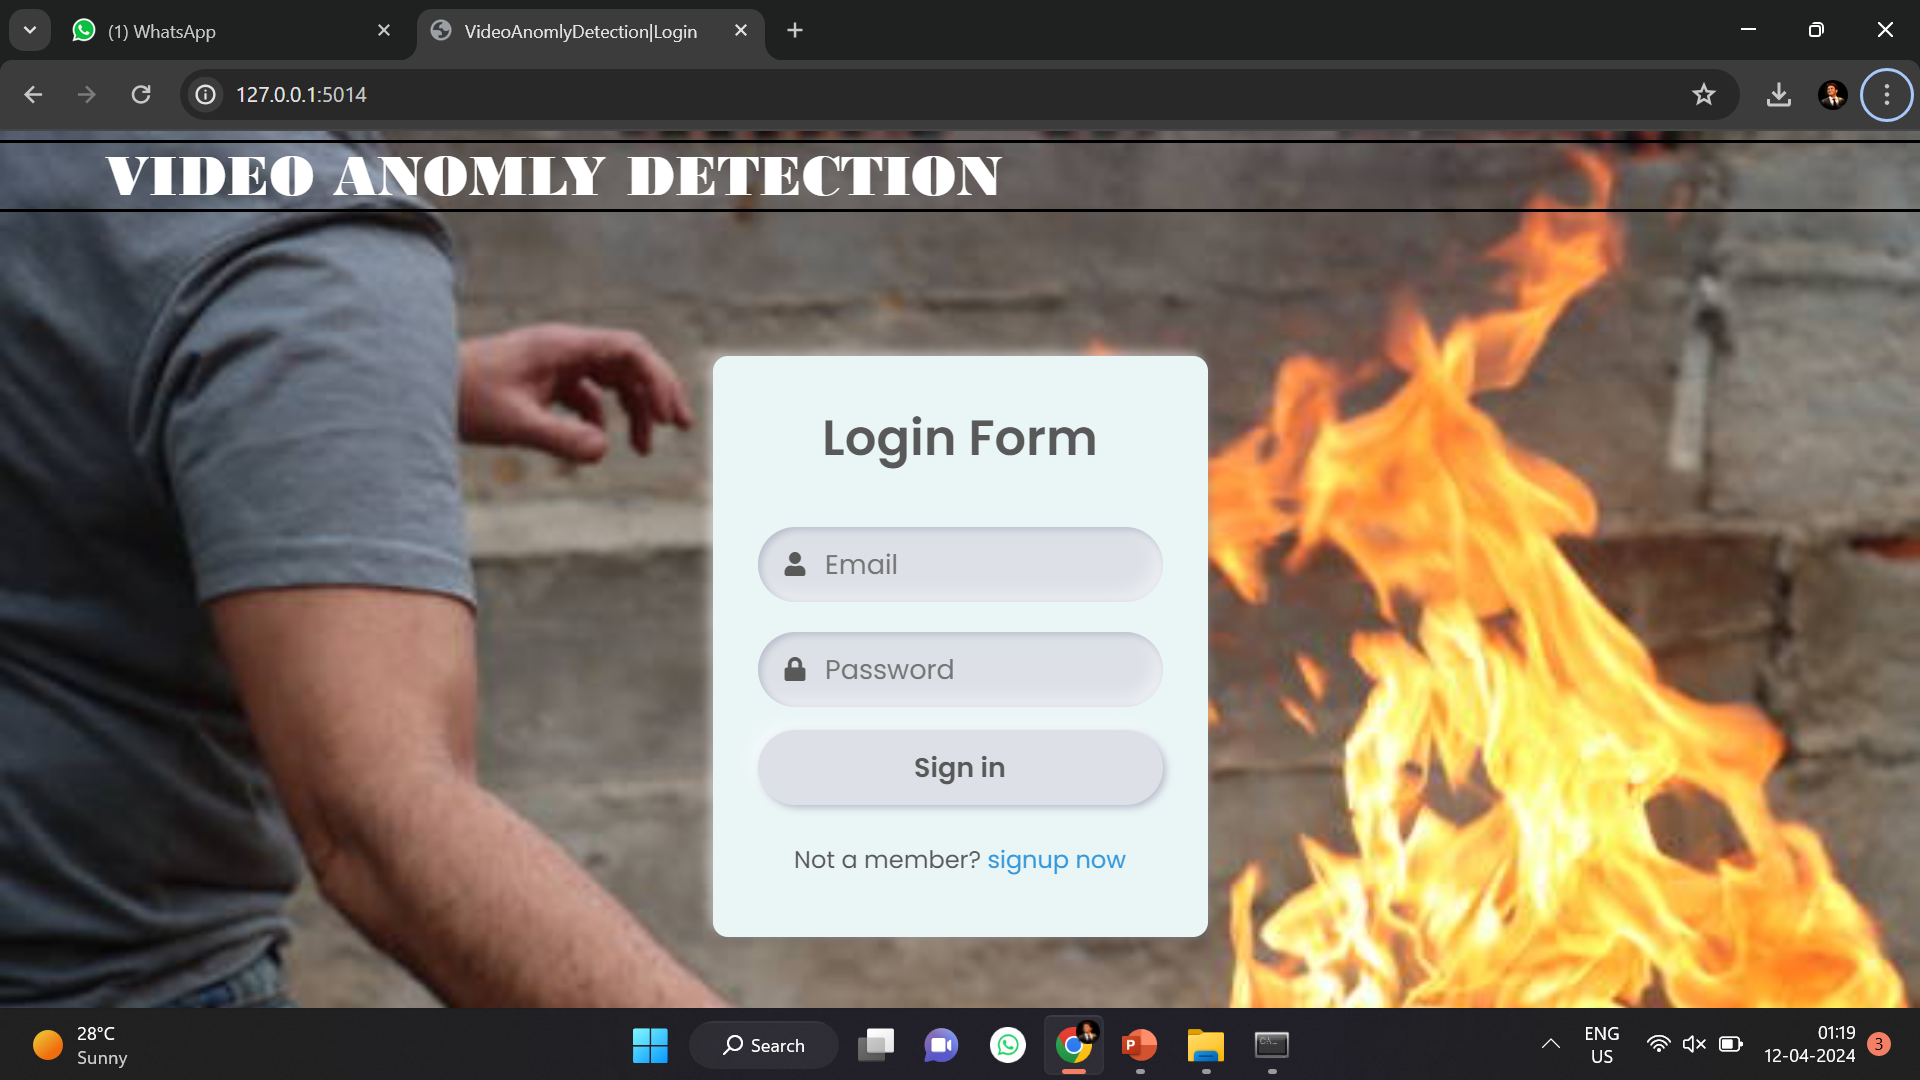 (1) WhatsApp
VideoAnomlyDetection|Login
127.0.0.1:5014
VIDEO ANOMLY DETECTION
Login Form
Email
Password
Sign in
Not a member? signup now
28°C
Sunny
Search
P
C:\
ENG
US
01:19
12-04-2024
3